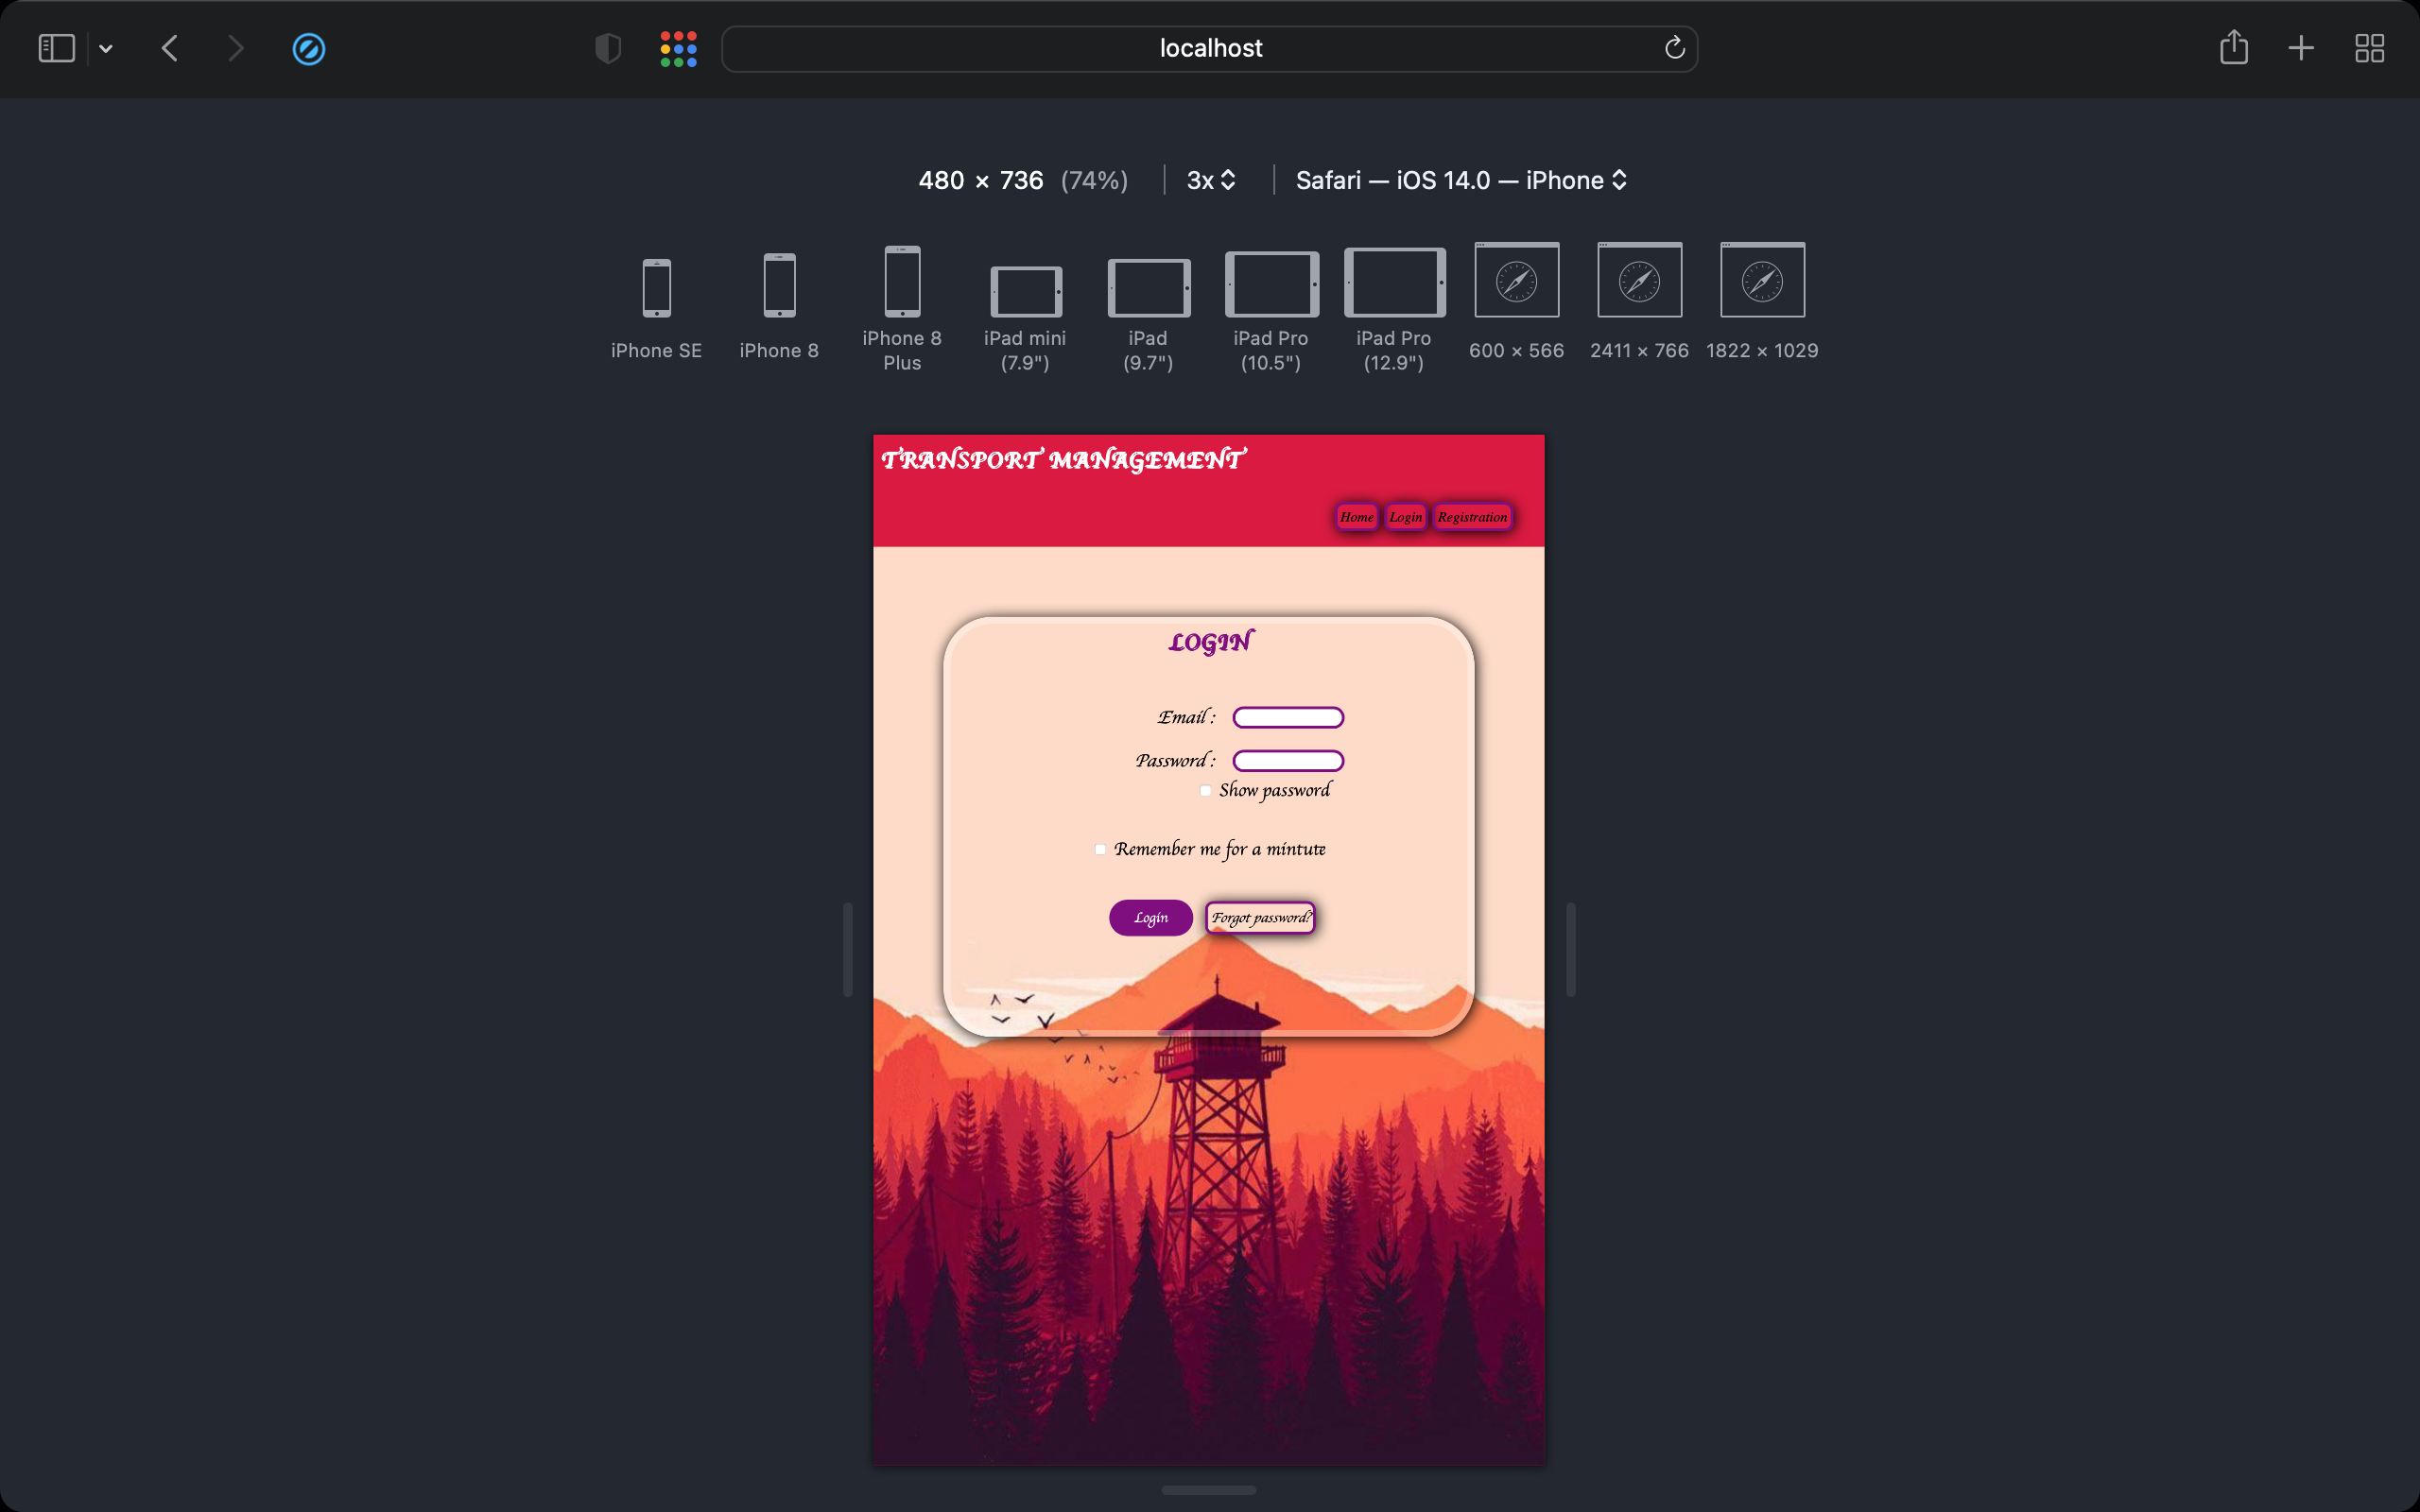 localhost
480 × 736 (74%) 3x Safari — iOS 14.0 — iPhone
iPhone SE
iPhone 8
iPhone 8
Plus
iPad mini
(7.9")
iPad
(9.7")
iPad Pro
(10.5")
iPad Pro
(12.9")
600 × 566
2411 × 766
1822 × 1029
TRANSPORT MANAGEMENT
Home Login Registration
LOGIN
Email :
Password :
Show password
Remember me for a mintute
Login Forgot password?